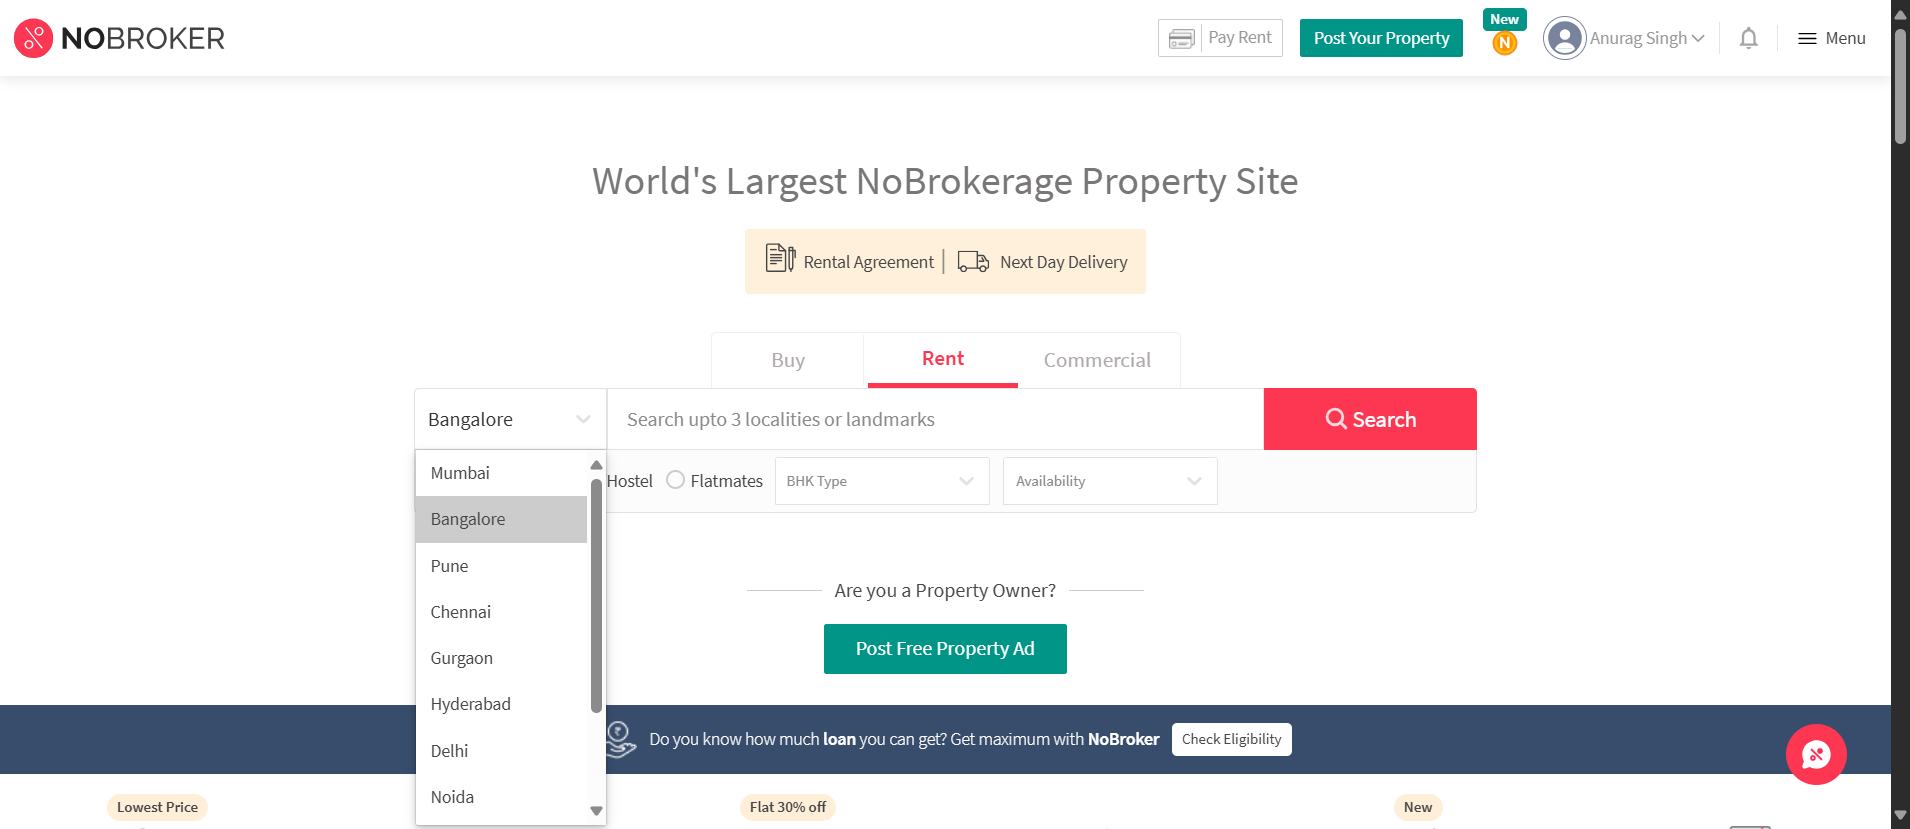 NOBROKER
Pay Rent
Post Your Property
New
N
Anurag Singh
Menu
World's Largest NoBrokerage Property Site
Rental Agreement
Next Day Delivery
Buy
Rent
Commercial
Bangalore
Search upto 3 localities or landmarks
Search
Mumbai
Bangalore
Pune
Chennai
Gurgaon
Hyderabad
Delhi
Noida
Hostel
Flatmates
BHK Type
Availability
Are you a Property Owner?
Post Free Property Ad
Do you know how much loan you can get? Get maximum with NoBroker
Check Eligibility
Lowest Price
Flat 30% off
New